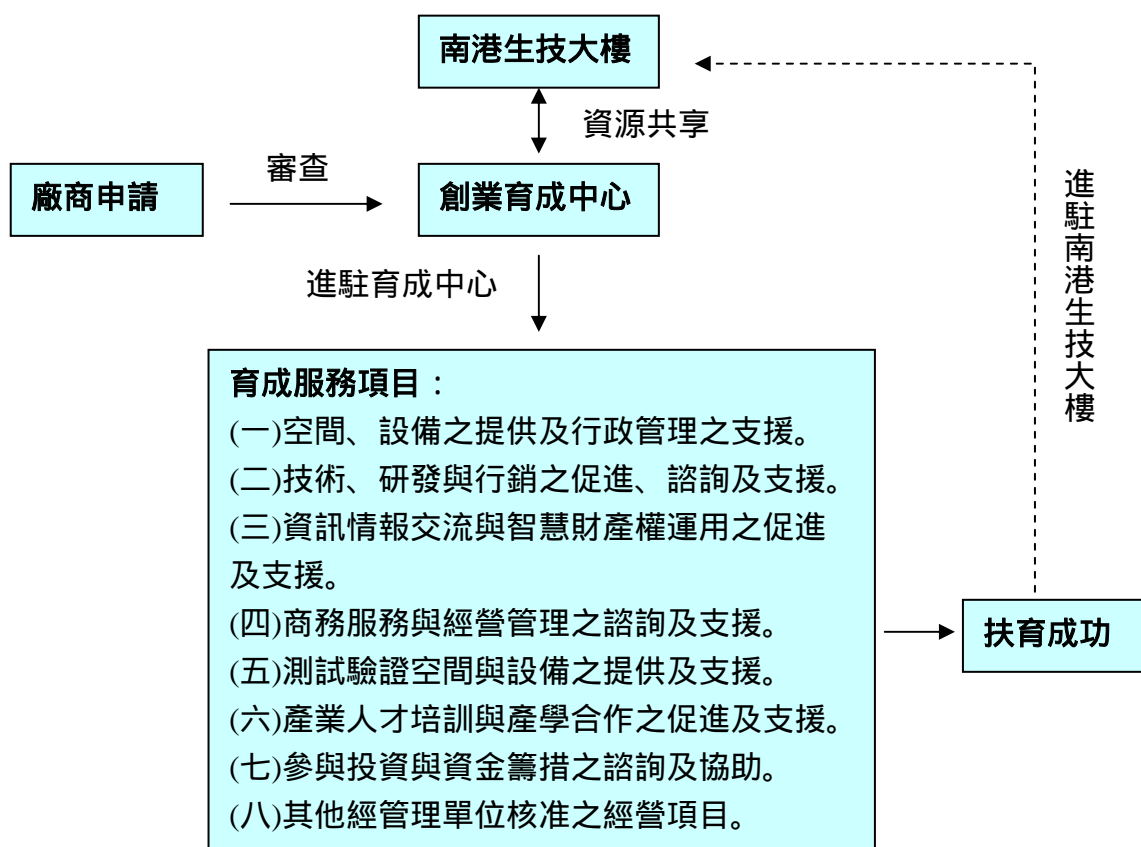 南港生技大樓
資源共享
廠商申請
審查
創業育成中心
進駐育成中心
育成服務項目：
(一)空間、設備之提供及行政管理之支援。
(二)技術、研發與行銷之促進、諮詢及支援。
(三)資訊情報交流與智慧財產權運用之促進
及支援。
(四)商務服務與經營管理之諮詢及支援。
(五)測試驗證空間與設備之提供及支援。
(六)產業人才培訓與產學合作之促進及支援。
(七)參與投資與資金籌措之諮詢及協助。
(八)其他經管理單位核准之經營項目。
扶育成功
進駐南港生技大樓